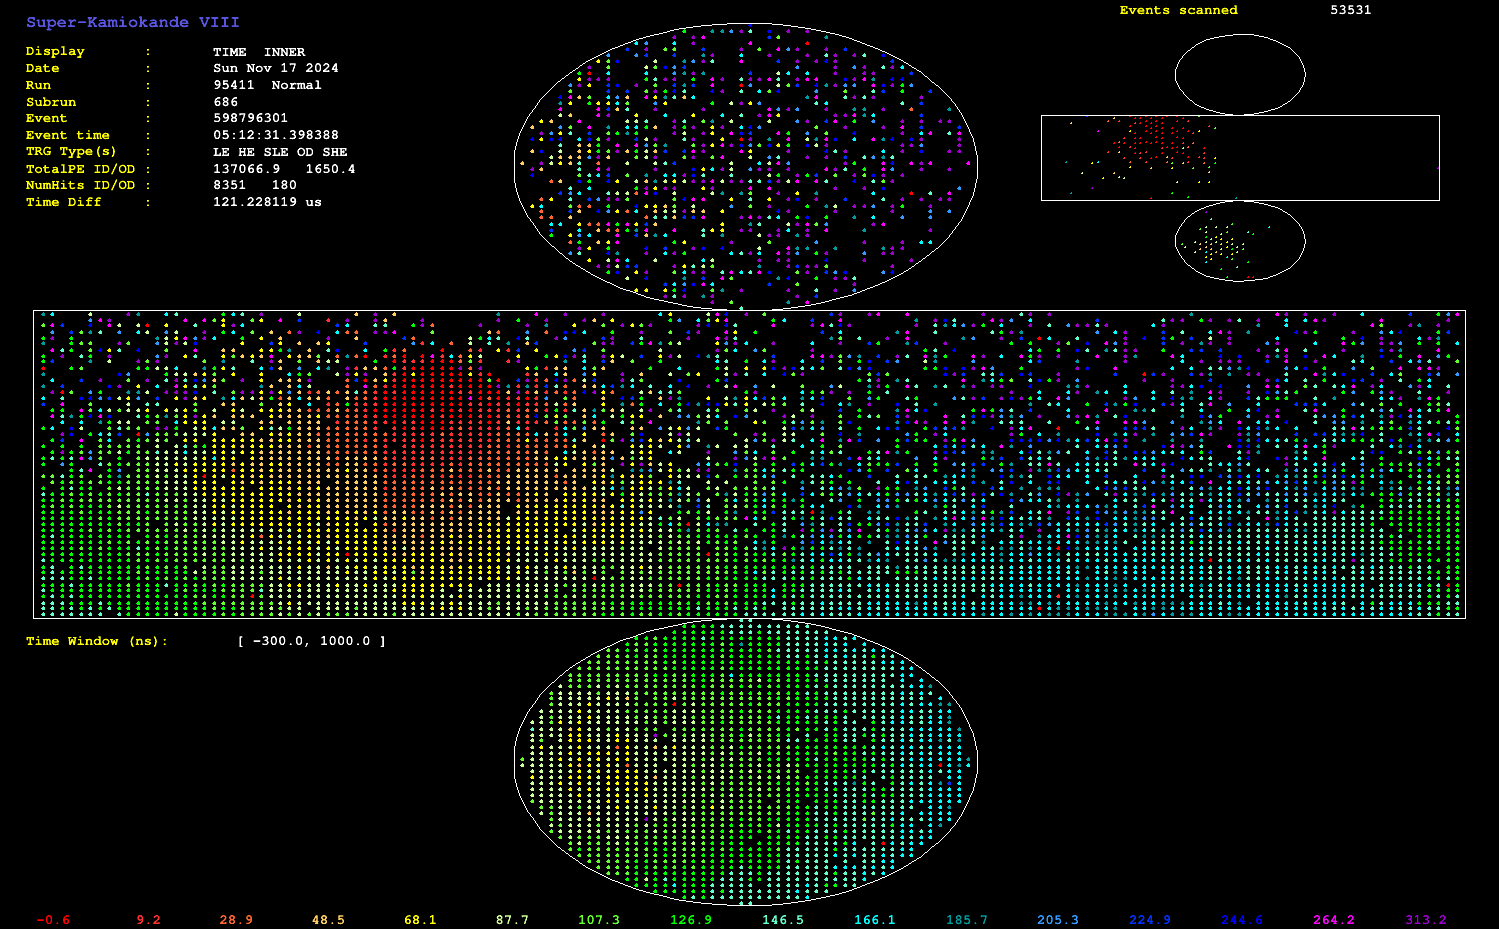 Super-Kamiokande VIII
Events scanned 53531
Display : TIME INNER
Date : Sun Nov 17 2024
Run : 95411 Normal
Subrun : 686
Event : 598796301
Event time : 05:12:31.398388
TRG Type(s) : LE HE SLE OD SHE
TotalPE ID/OD : 137066.9 1650.4
NumHits ID/OD : 8351 180
Time Diff : 121.228119 us
Time Window (ns): [ -300.0, 1000.0 ]
-0.6 9.2 28.9 48.5 68.1 87.7 107.3 126.9 146.5 166.1 185.7 205.3 224.9 244.6 264.2 313.2